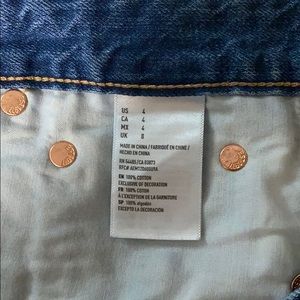 US 4
CA 4
MX 4
UK 8
MADE IN CHINA / FABRIQUÉ EN CHINE /
HECHO EN CHINA
EN: 100% COTTON
EXCLUSIVE OF DECORATION
FR: 100% COTON
À L'EXCEPTION DE LA GARNITURE
SP: 100% algodón
EXCEPTO LA DECORACIÓN